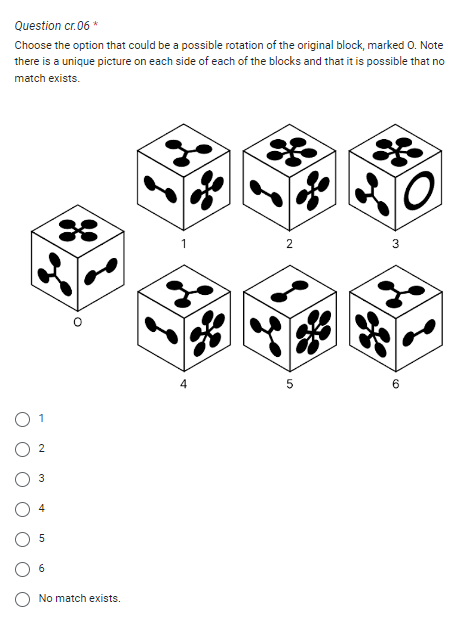 Question cr.06 *
Choose the option that could be a possible rotation of the original block, marked O. Note
there is a unique picture on each side of each of the blocks and that it is possible that no
match exists.
1
2
3
O
4
5
6
1
2
3
4
5
6
No match exists.